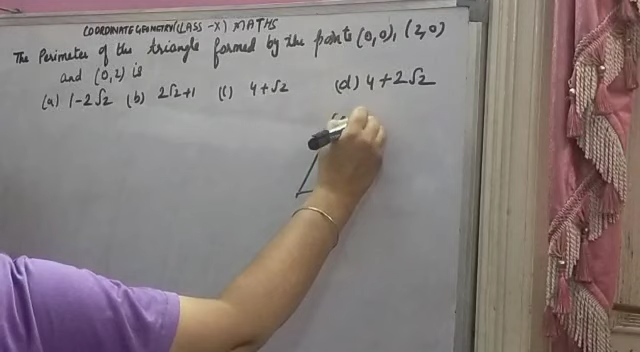 COORDINATE GEOMETRY (CLASS - X) MATHS
The Perimeter of the triangle formed by the points (0,0), (2,0)
and (0,2) is
(a) 1-2√2 (b) 2√2+1 (c) 4+√2 (d) 4+2√2